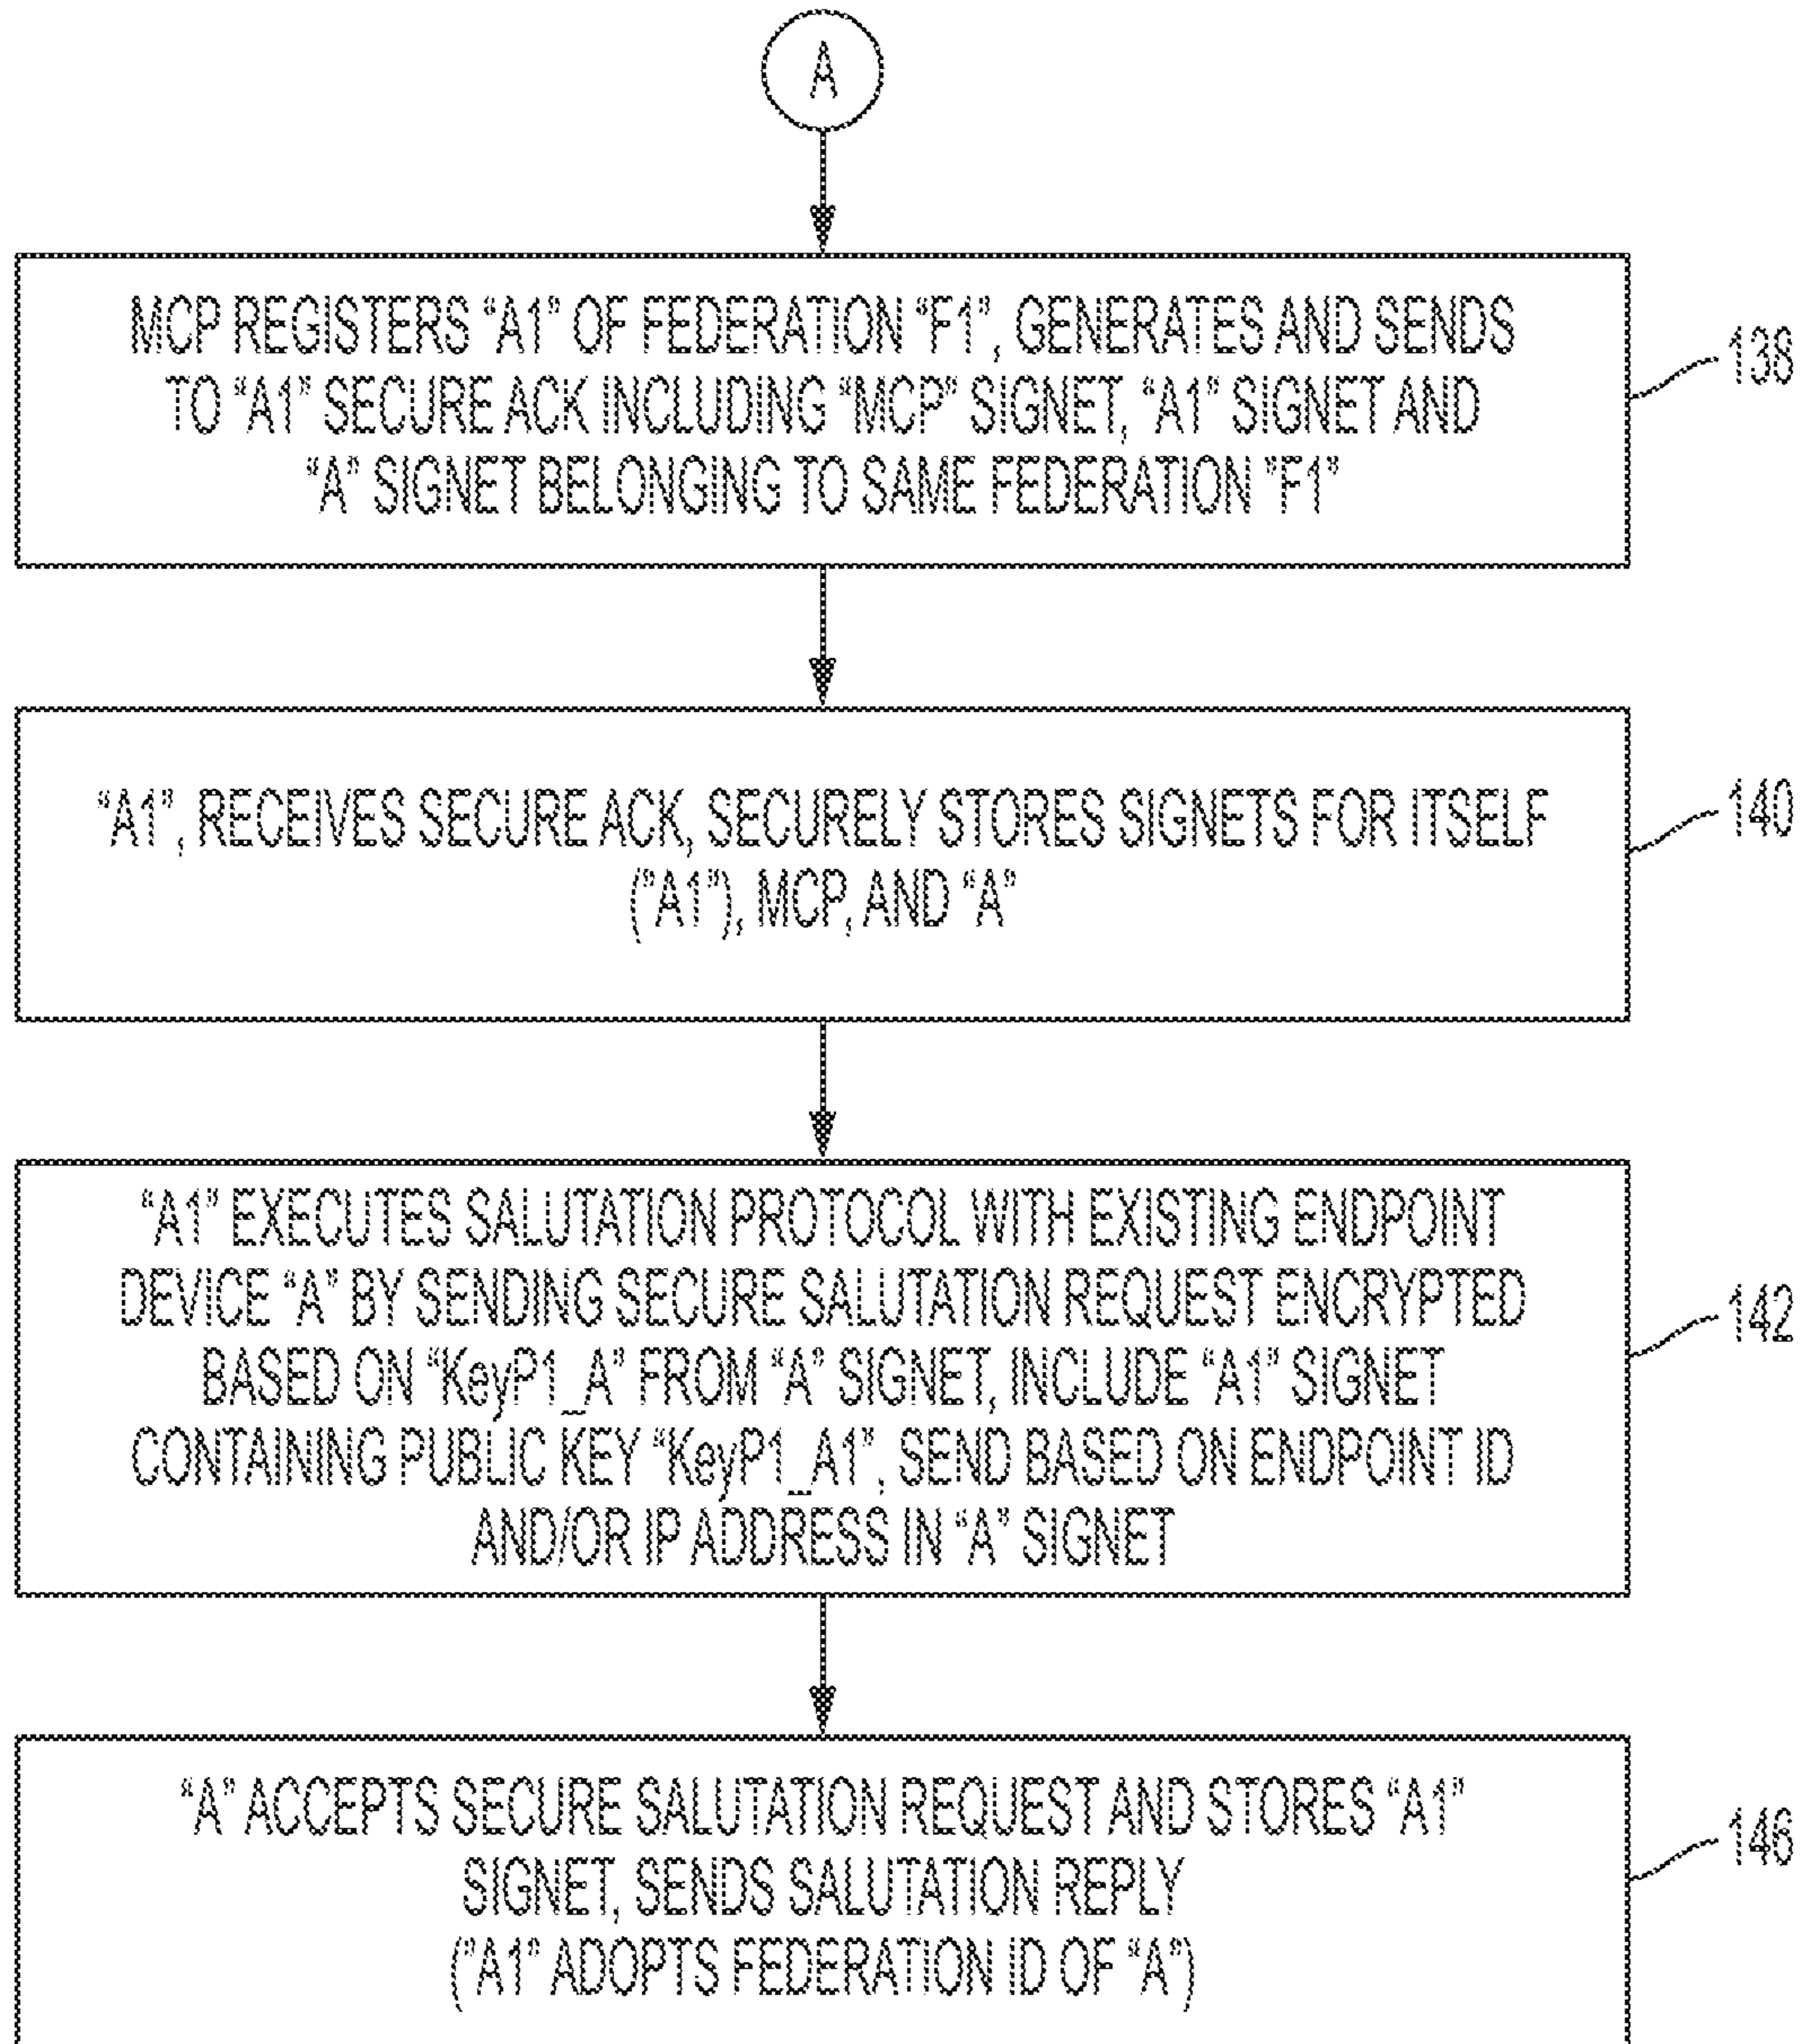 A
MCP REGISTERS "A1" OF FEDERATION "F1", GENERATES AND SENDS
TO "A1" SECURE ACK INCLUDING "MCP" SIGNET, "A1" SIGNET AND
"A" SIGNET BELONGING TO SAME FEDERATION "F1"
138
"A1", RECEIVES SECURE ACK, SECURELY STORES SIGNETS FOR ITSELF
("A1"), MCP, AND "A"
140
"A1" EXECUTES SALUTATION PROTOCOL WITH EXISTING ENDPOINT
DEVICE "A" BY SENDING SECURE SALUTATION REQUEST ENCRYPTED
BASED ON "KeyP1_A" FROM "A" SIGNET, INCLUDE "A1" SIGNET
CONTAINING PUBLIC KEY "KeyP1_A1", SEND BASED ON ENDPOINT ID
AND/OR IP ADDRESS IN "A" SIGNET
142
"A" ACCEPTS SECURE SALUTATION REQUEST AND STORES "A1"
SIGNET, SENDS SALUTATION REPLY
("A1" ADOPTS FEDERATION ID OF "A")
146